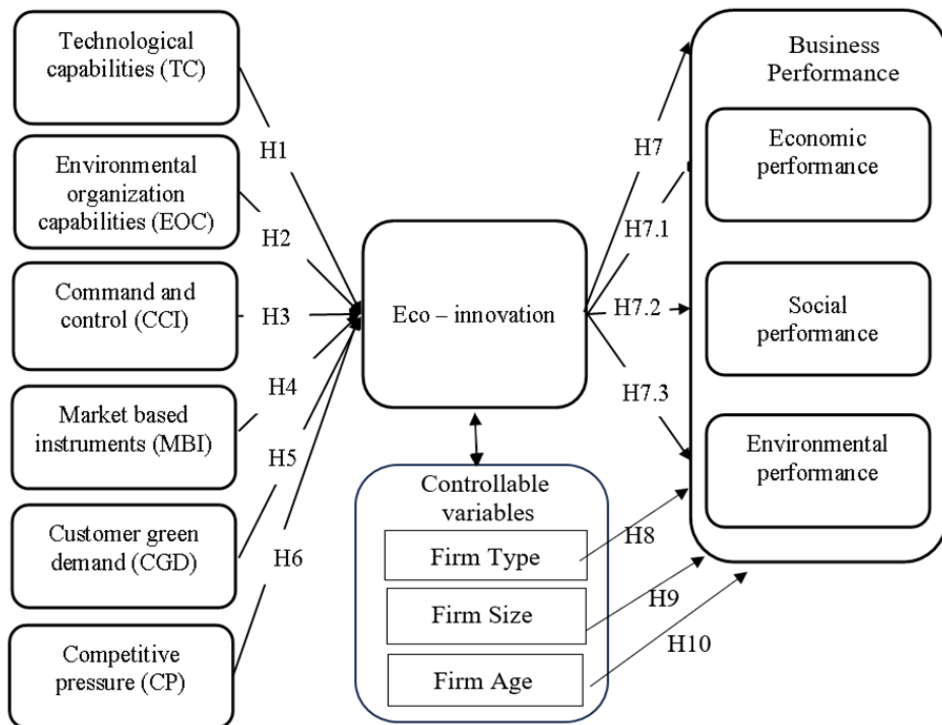 Technological
capabilities (TC)
Environmental
organization
capabilities (EOC)
Command and
control (CCI)
Market based
instruments (MBI)
Customer green
demand (CGD)
Competitive
pressure (CP)
H1
H2
H3
H4
H5
H6
Eco – innovation
Controllable
variables
Firm Type
Firm Size
Firm Age
H7
H7.1
H7.2
H7.3
H8
H9
H10
Business
Performance
Economic
performance
Social
performance
Environmental
performance